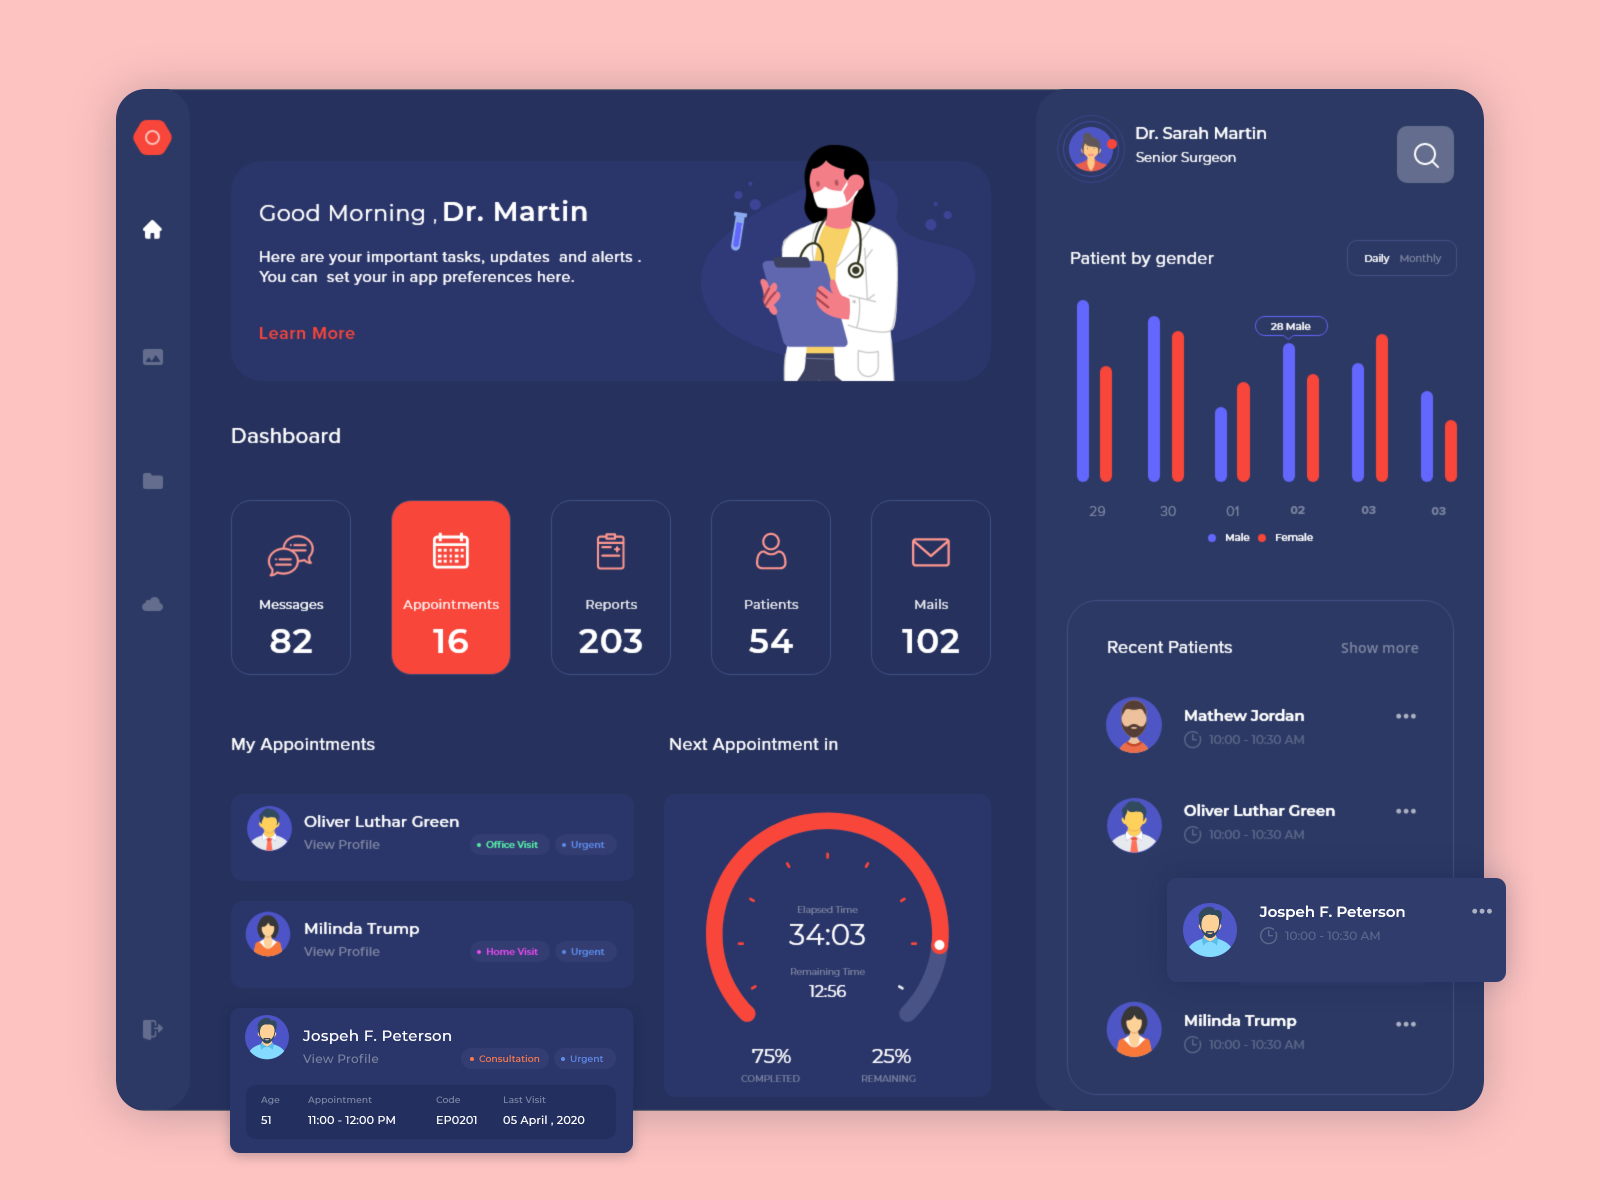 Good Morning , Dr. Martin
Here are your important tasks, updates  and alerts .
You can  set your in app preferences here.
Learn More
Dashboard
Messages
82
Appointments
16
Reports
203
Patients
54
Mails
102
My Appointments
Oliver Luthar Green
View Profile
Office Visit
Urgent
Milinda Trump
View Profile
Home Visit
Urgent
Jospeh F. Peterson
View Profile
Consultation
Urgent
Age Appointment Code Last Visit
51 11:00 - 12:00 PM EP0201 05 April , 2020
Next Appointment in
Elapsed Time
34:03
Remaining Time
12:56
75% 25%
COMPLETED REMAINING
Dr. Sarah Martin
Senior Surgeon
Patient by gender
Daily Monthly
28 Male
29 30 01 02 03 03
Male Female
Recent Patients Show more
Mathew Jordan
10:00 - 10:30 AM
Oliver Luthar Green
10:00 - 10:30 AM
Jospeh F. Peterson
10:00 - 10:30 AM
Milinda Trump
10:00 - 10:30 AM